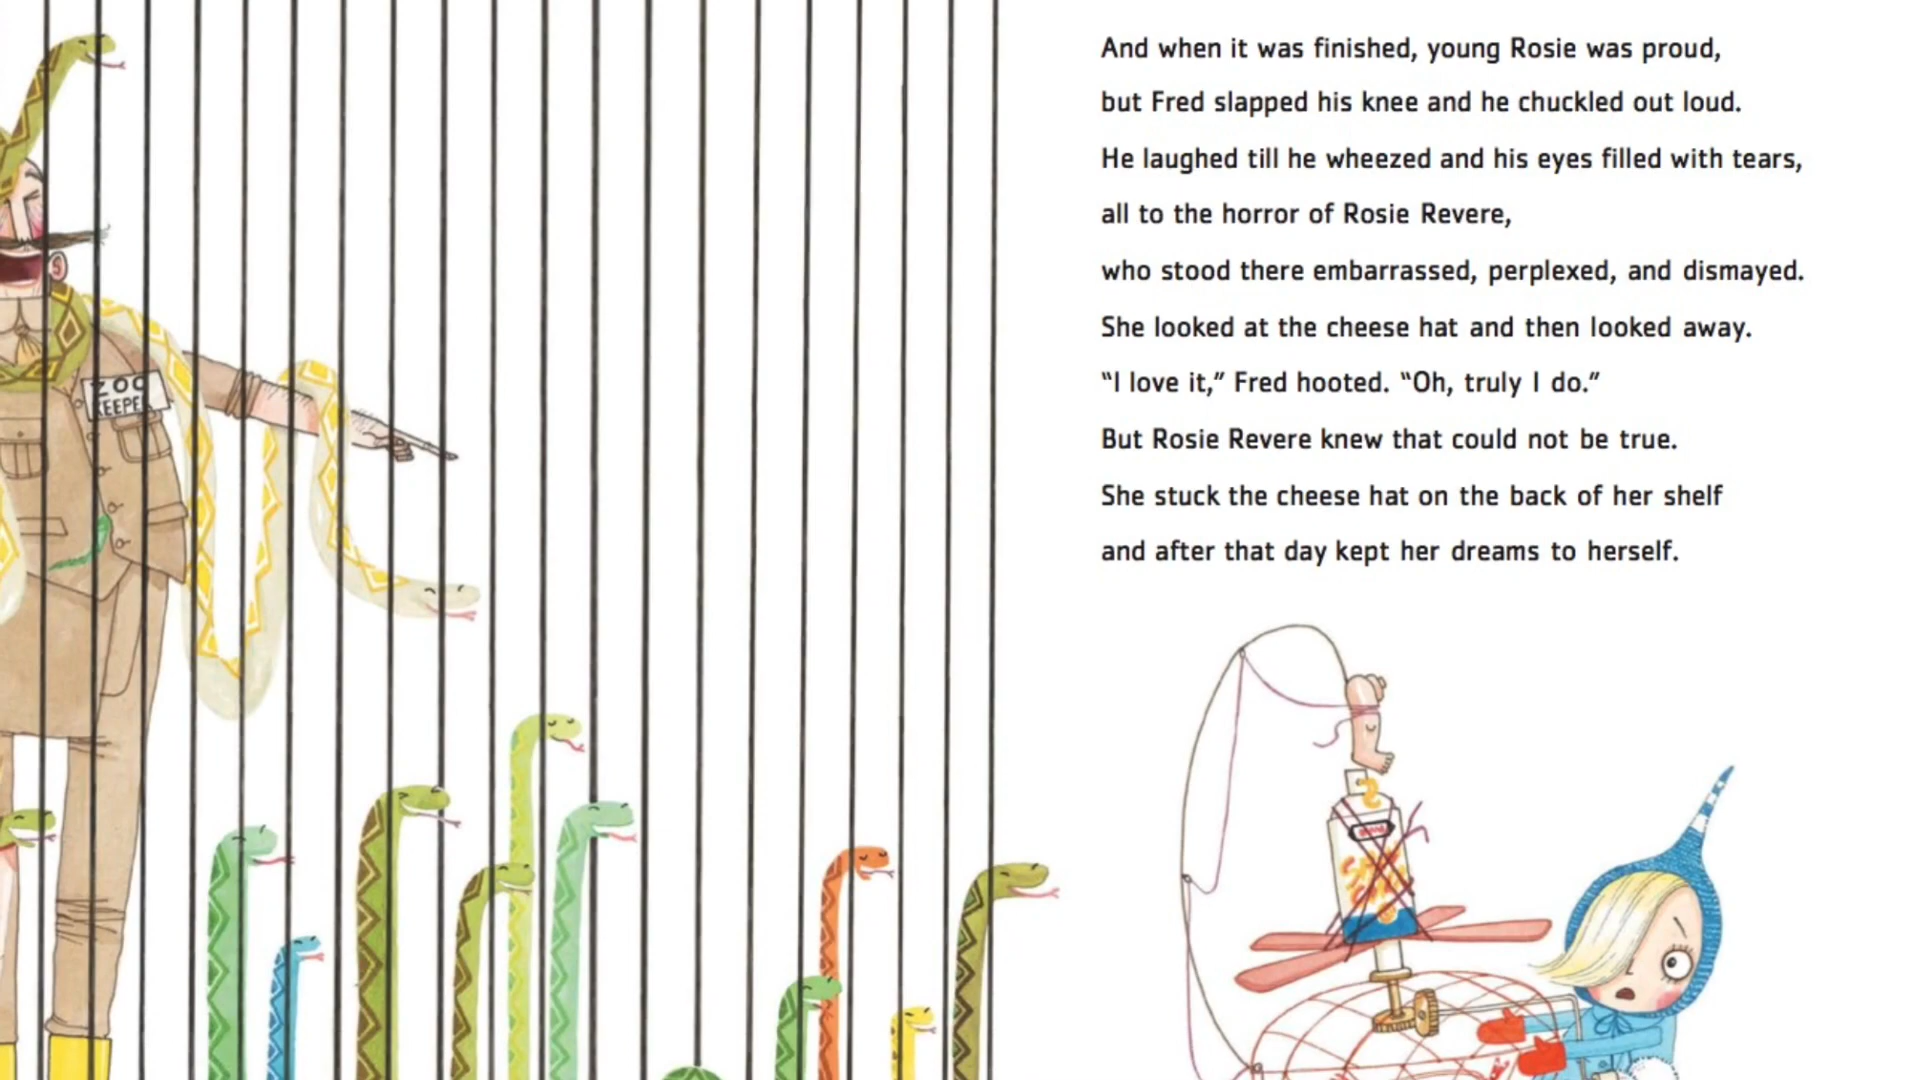 ZOO
KEEPER
And when it was finished, young Rosie was proud,
but Fred slapped his knee and he chuckled out loud.
He laughed till he wheezed and his eyes filled with tears,
all to the horror of Rosie Revere,
who stood there embarrassed, perplexed, and dismayed.
She looked at the cheese hat and then looked away.
“I love it,” Fred hooted. “Oh, truly I do.”
But Rosie Revere knew that could not be true.
She stuck the cheese hat on the back of her shelf
and after that day kept her dreams to herself.